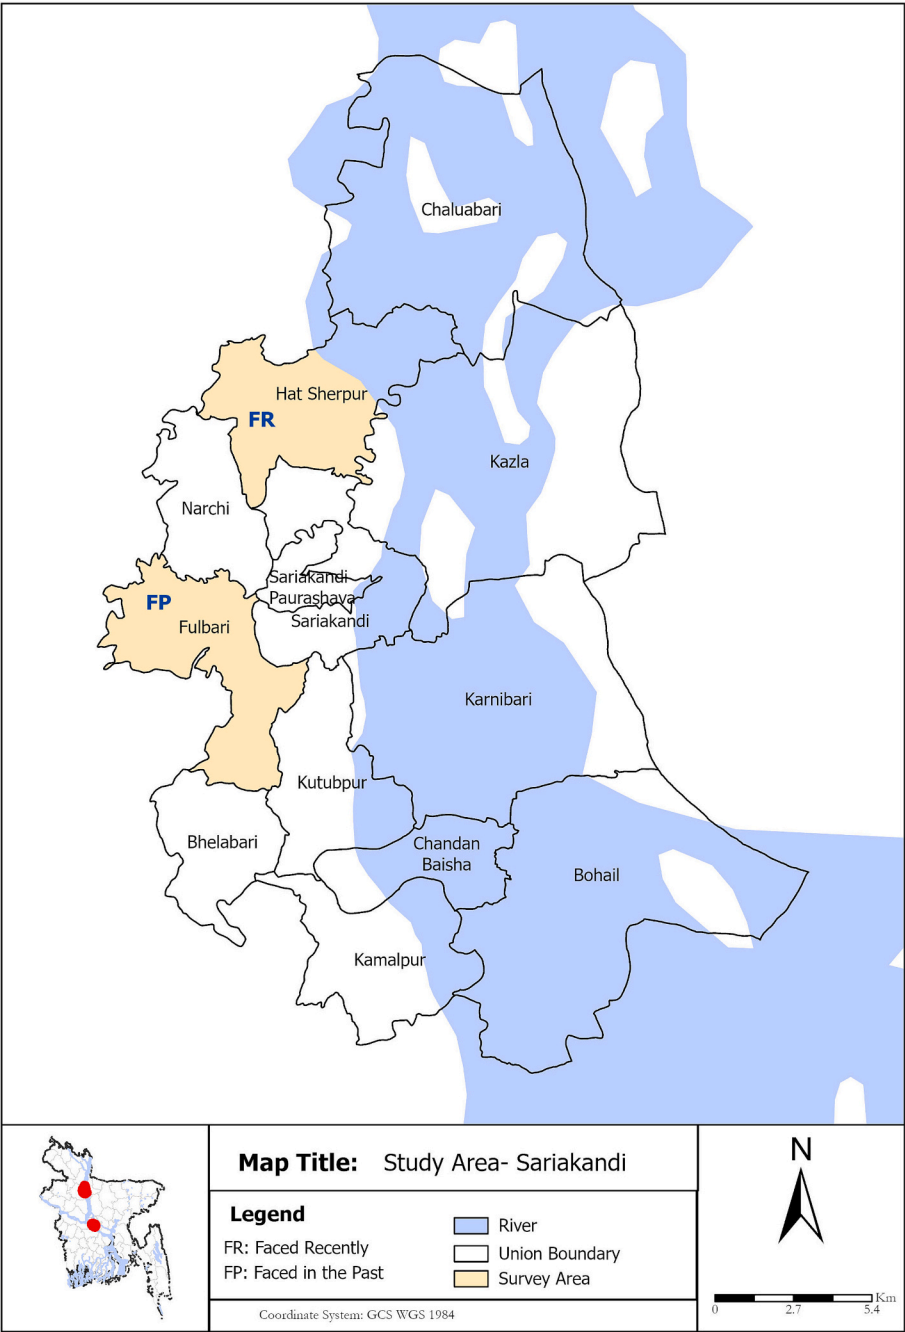 Chaluabari
Hat Sherpur
FR
Kazla
Narchi
Sariakandi
Paurashava
FP
Fulbari
Sariakandi
Karnibari
Kutubpur
Bhelabari
Chandan
Baisha
Bohail
Kamalpur
Map Title: Study Area- Sariakandi
Legend
FR: Faced Recently
FP: Faced in the Past
River
Union Boundary
Survey Area
Coordinate System: GCS WGS 1984
N
Km
0 2.7 5.4